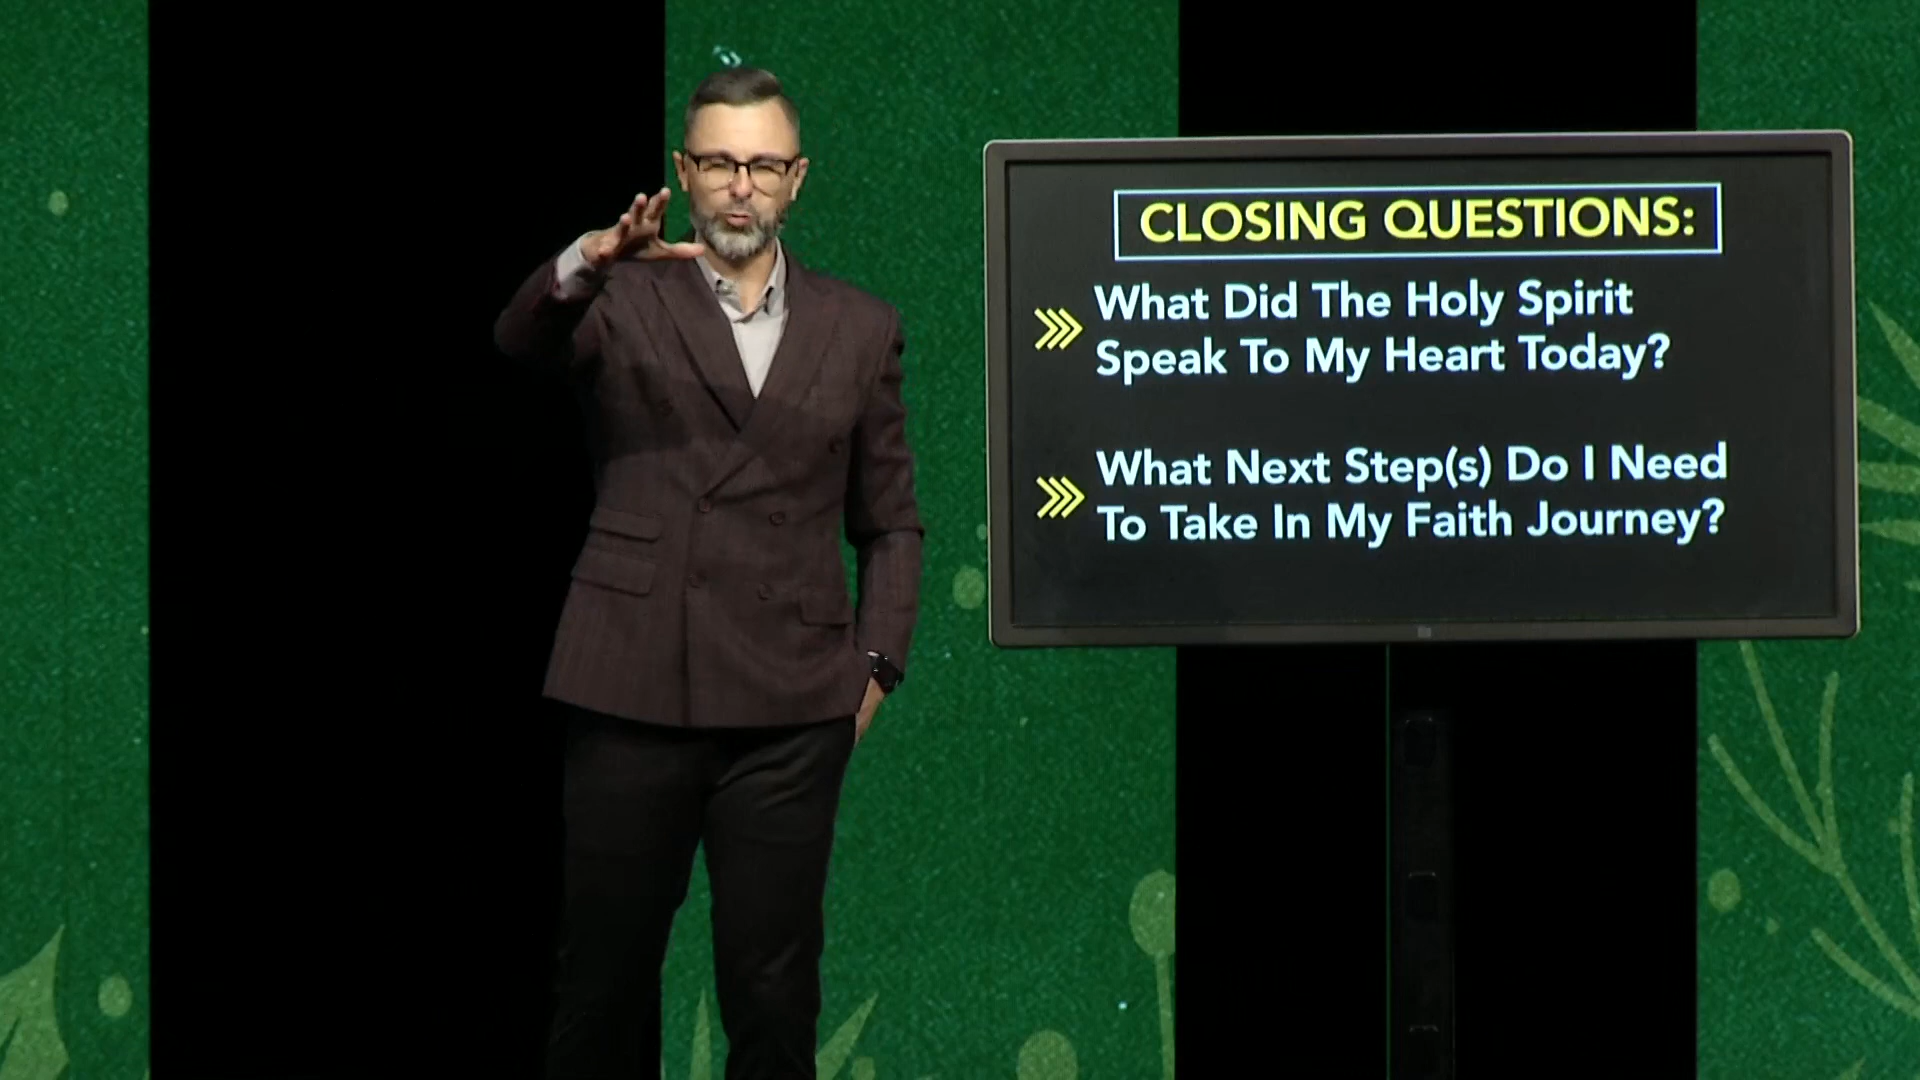 CLOSING QUESTIONS:
What Did The Holy Spirit
Speak To My Heart Today?
What Next Step(s) Do I Need
To Take In My Faith Journey?